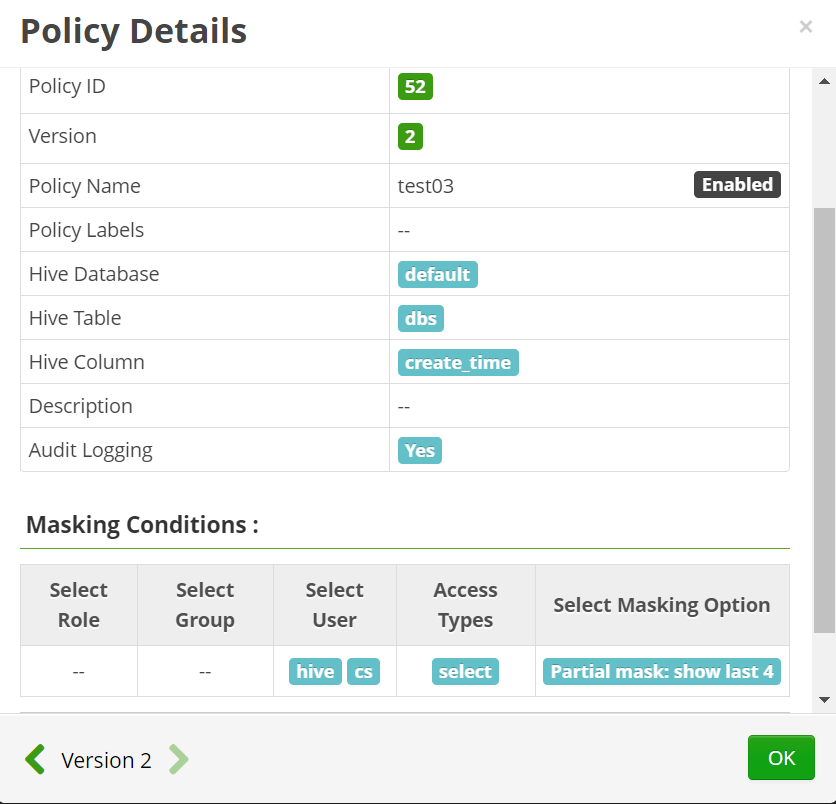 Policy Details ×
Policy ID 52
Version 2
Policy Name test03 Enabled
Policy Labels --
Hive Database default
Hive Table dbs
Hive Column create_time
Description --
Audit Logging Yes
Masking Conditions :
Select Role Select Group Select User Access Types Select Masking Option
-- -- hive cs select Partial mask: show last 4
Version 2 OK